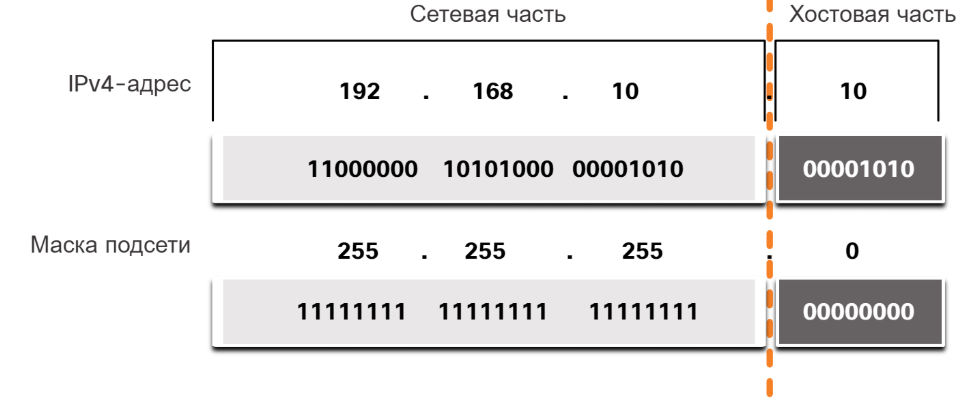 Сетевая часть Хостовая часть
IPv4-адрес 192 . 168 . 10 . 10
11000000 10101000 00001010 00001010
Маска подсети 255 . 255 . 255 . 0
11111111 11111111 11111111 00000000